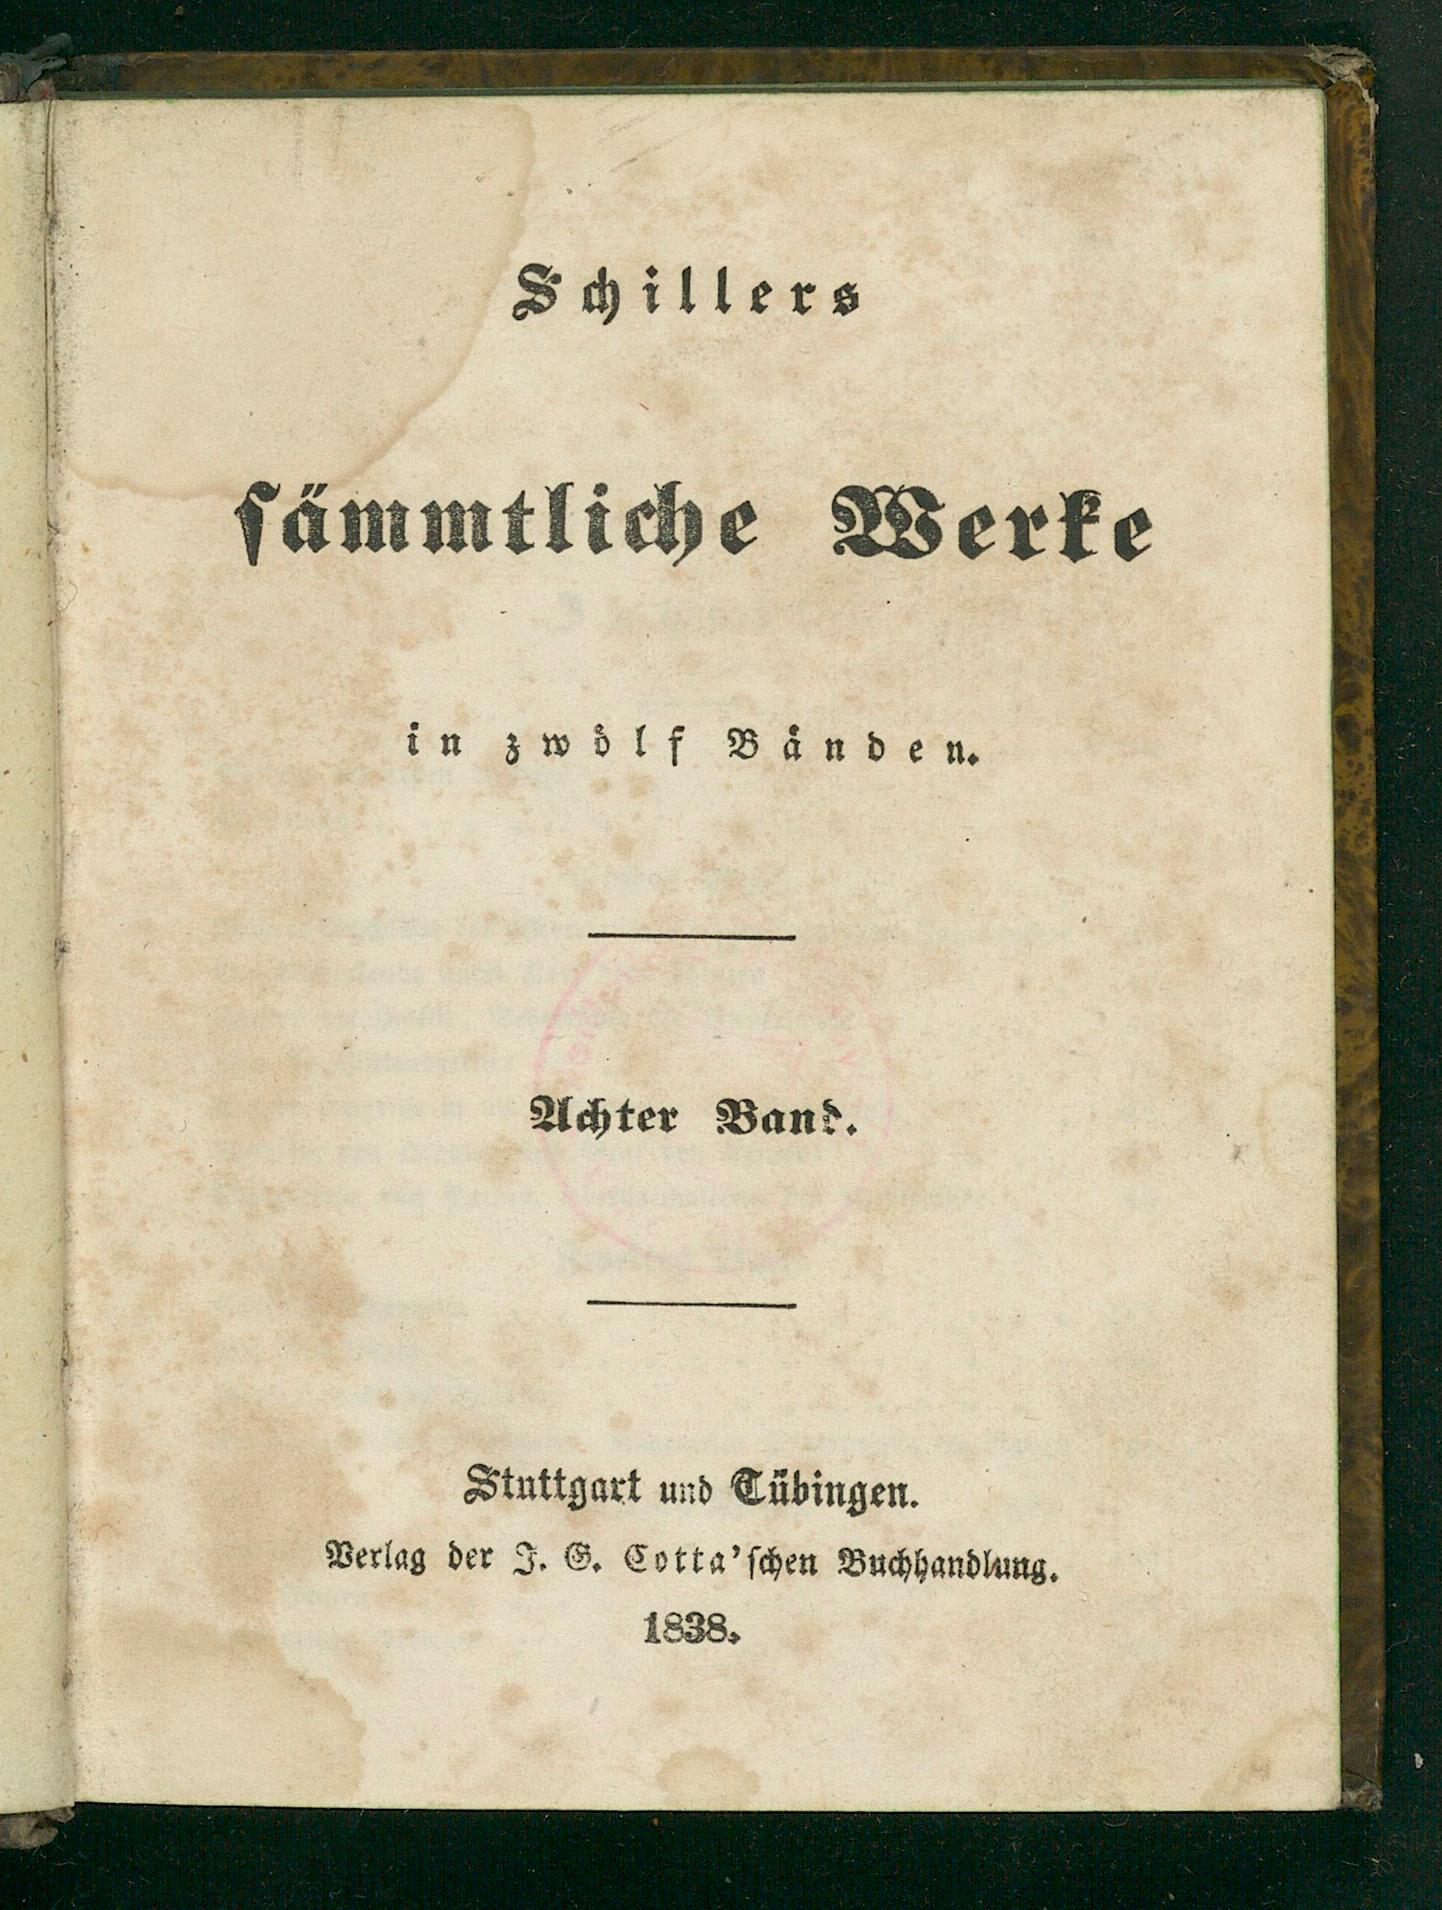 Schillers
ſämmtliche Werke
in zwölf Bänden.
Achter Band.
Stuttgart und Tübingen.
Verlag der J. G. Cotta’ſchen Buchhandlung.
1838.